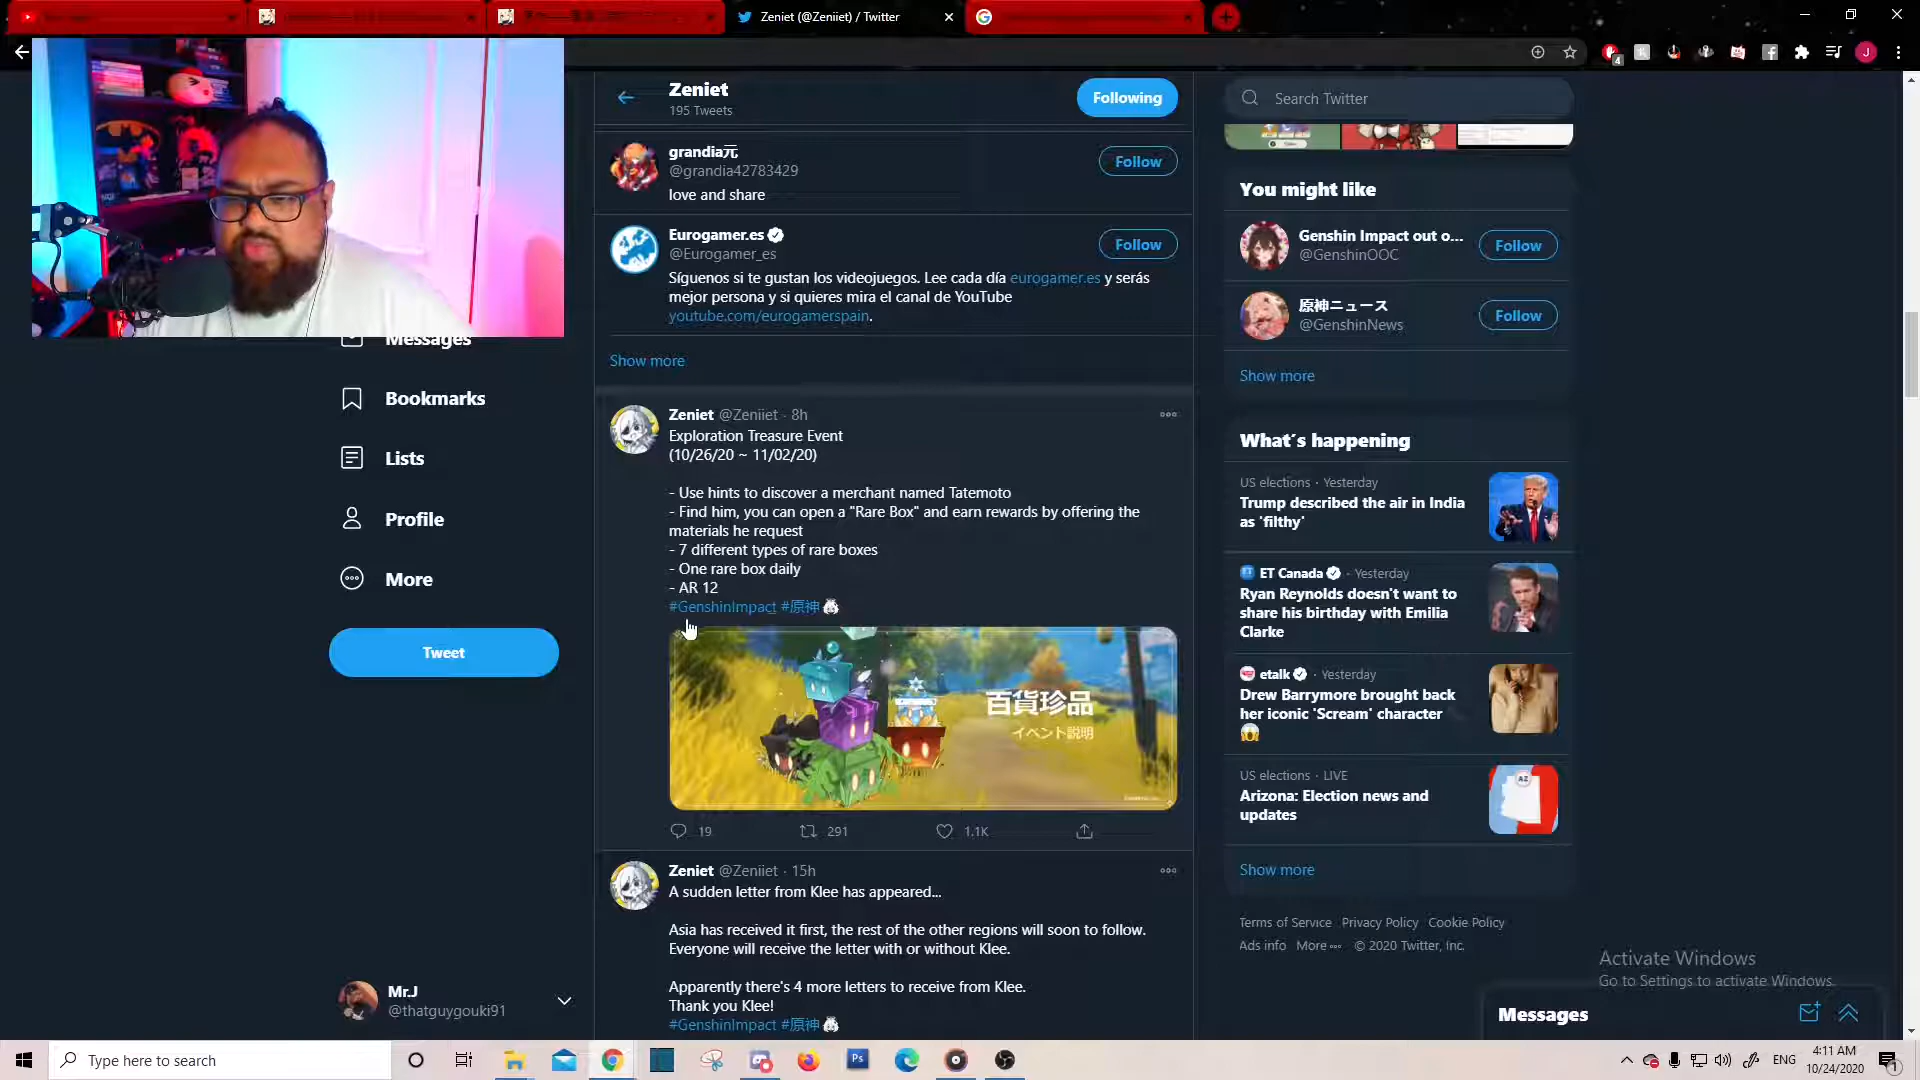 Zeniet (@Zeniiet) / Twitter
4
Zeniet
195 Tweets
Following
Search Twitter
grandia元
@grandia42783429
Follow
love and share
Eurogamer.es
@Eurogamer_es
Follow
Síguenos si te gustan los videojuegos. Lee cada día eurogamer.es y serás
mejor persona y si quieres mira el canal de YouTube
youtube.com/eurogamerspain.
Show more
Messages
Bookmarks
Lists
Profile
More
Tweet
Mr.J
@thatguygouki91
Zeniet @Zeniiet · 8h
Exploration Treasure Event
(10/26/20 ~ 11/02/20)
- Use hints to discover a merchant named Tatemoto
- Find him, you can open a "Rare Box" and earn rewards by offering the
materials he request
- 7 different types of rare boxes
- One rare box daily
- AR 12
#GenshinImpact #原神
百貨珍品
イベント説明
19
291
1.1K
Zeniet @Zeniiet · 15h
A sudden letter from Klee has appeared...
Asia has received it first, the rest of the other regions will soon to follow.
Everyone will receive the letter with or without Klee.
Apparently there's 4 more letters to receive from Klee.
Thank you Klee!
#GenshinImpact #原神
You might like
Genshin Impact out o...
@GenshinOOC
Follow
原神ニュース
@GenshinNews
Follow
Show more
What's happening
US elections · Yesterday
Trump described the air in India
as 'filthy'
ET Canada · Yesterday
Ryan Reynolds doesn't want to
share his birthday with Emilia
Clarke
etalk · Yesterday
Drew Barrymore brought back
her iconic 'Scream' character
US elections · LIVE
Arizona: Election news and
updates
AZ
Show more
Terms of Service Privacy Policy Cookie Policy
Ads info More © 2020 Twitter, Inc.
Activate Windows
Go to Settings to activate Windows.
Messages
Type here to search
Ps
ENG
4:11 AM
10/24/2020
1
J